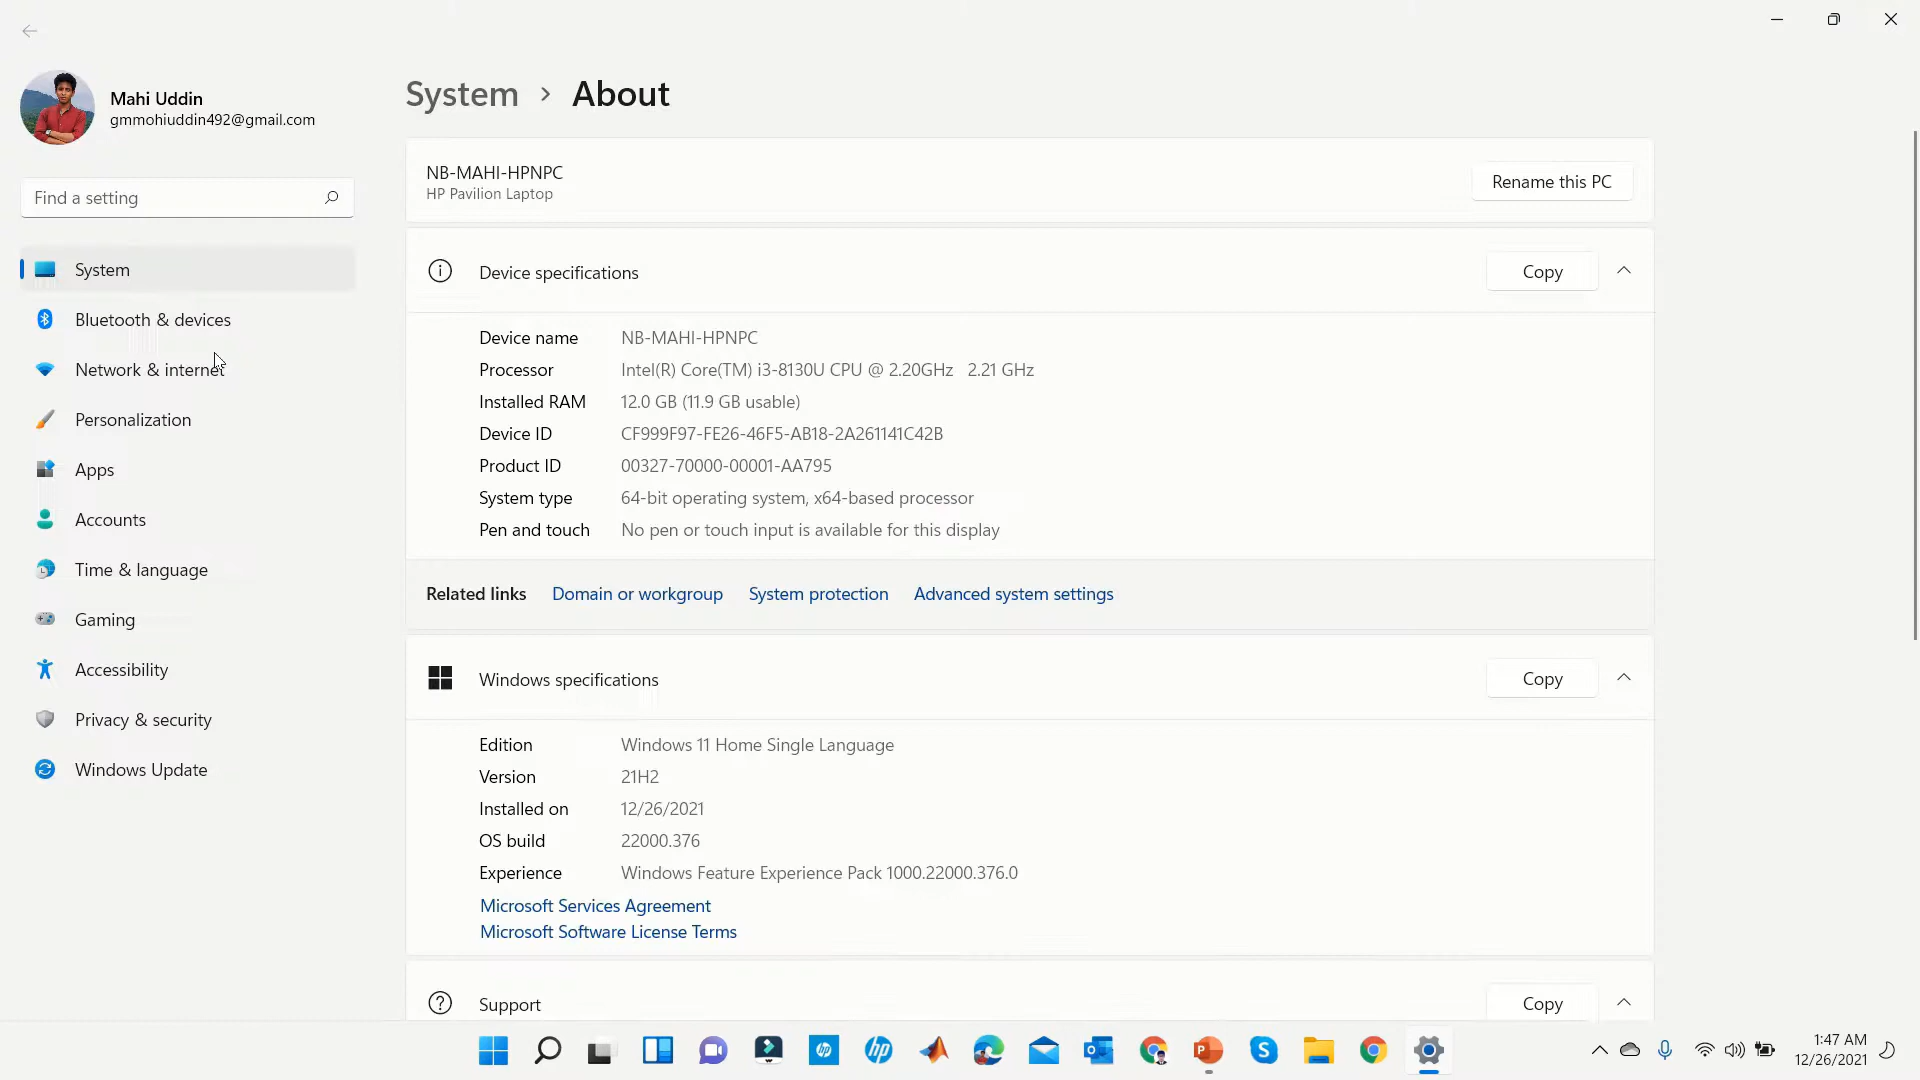 Mahi Uddin
gmmohiuddin492@gmail.com
Find a setting
System
Bluetooth & devices
Network & internet
Personalization
Apps
Accounts
Time & language
Gaming
Accessibility
Privacy & security
Windows Update
System > About
NB-MAHI-HPNPC
HP Pavilion Laptop
Rename this PC
Device specifications
Copy
Device name NB-MAHI-HPNPC
Processor Intel(R) Core(TM) i3-8130U CPU @ 2.20GHz 2.21 GHz
Installed RAM 12.0 GB (11.9 GB usable)
Device ID CF999F97-FE26-46F5-AB18-2A261141C42B
Product ID 00327-70000-00001-AA795
System type 64-bit operating system, x64-based processor
Pen and touch No pen or touch input is available for this display
Related links Domain or workgroup System protection Advanced system settings
Windows specifications
Copy
Edition Windows 11 Home Single Language
Version 21H2
Installed on 12/26/2021
OS build 22000.376
Experience Windows Feature Experience Pack 1000.22000.376.0
Microsoft Services Agreement
Microsoft Software License Terms
Support
Copy
1:47 AM
12/26/2021